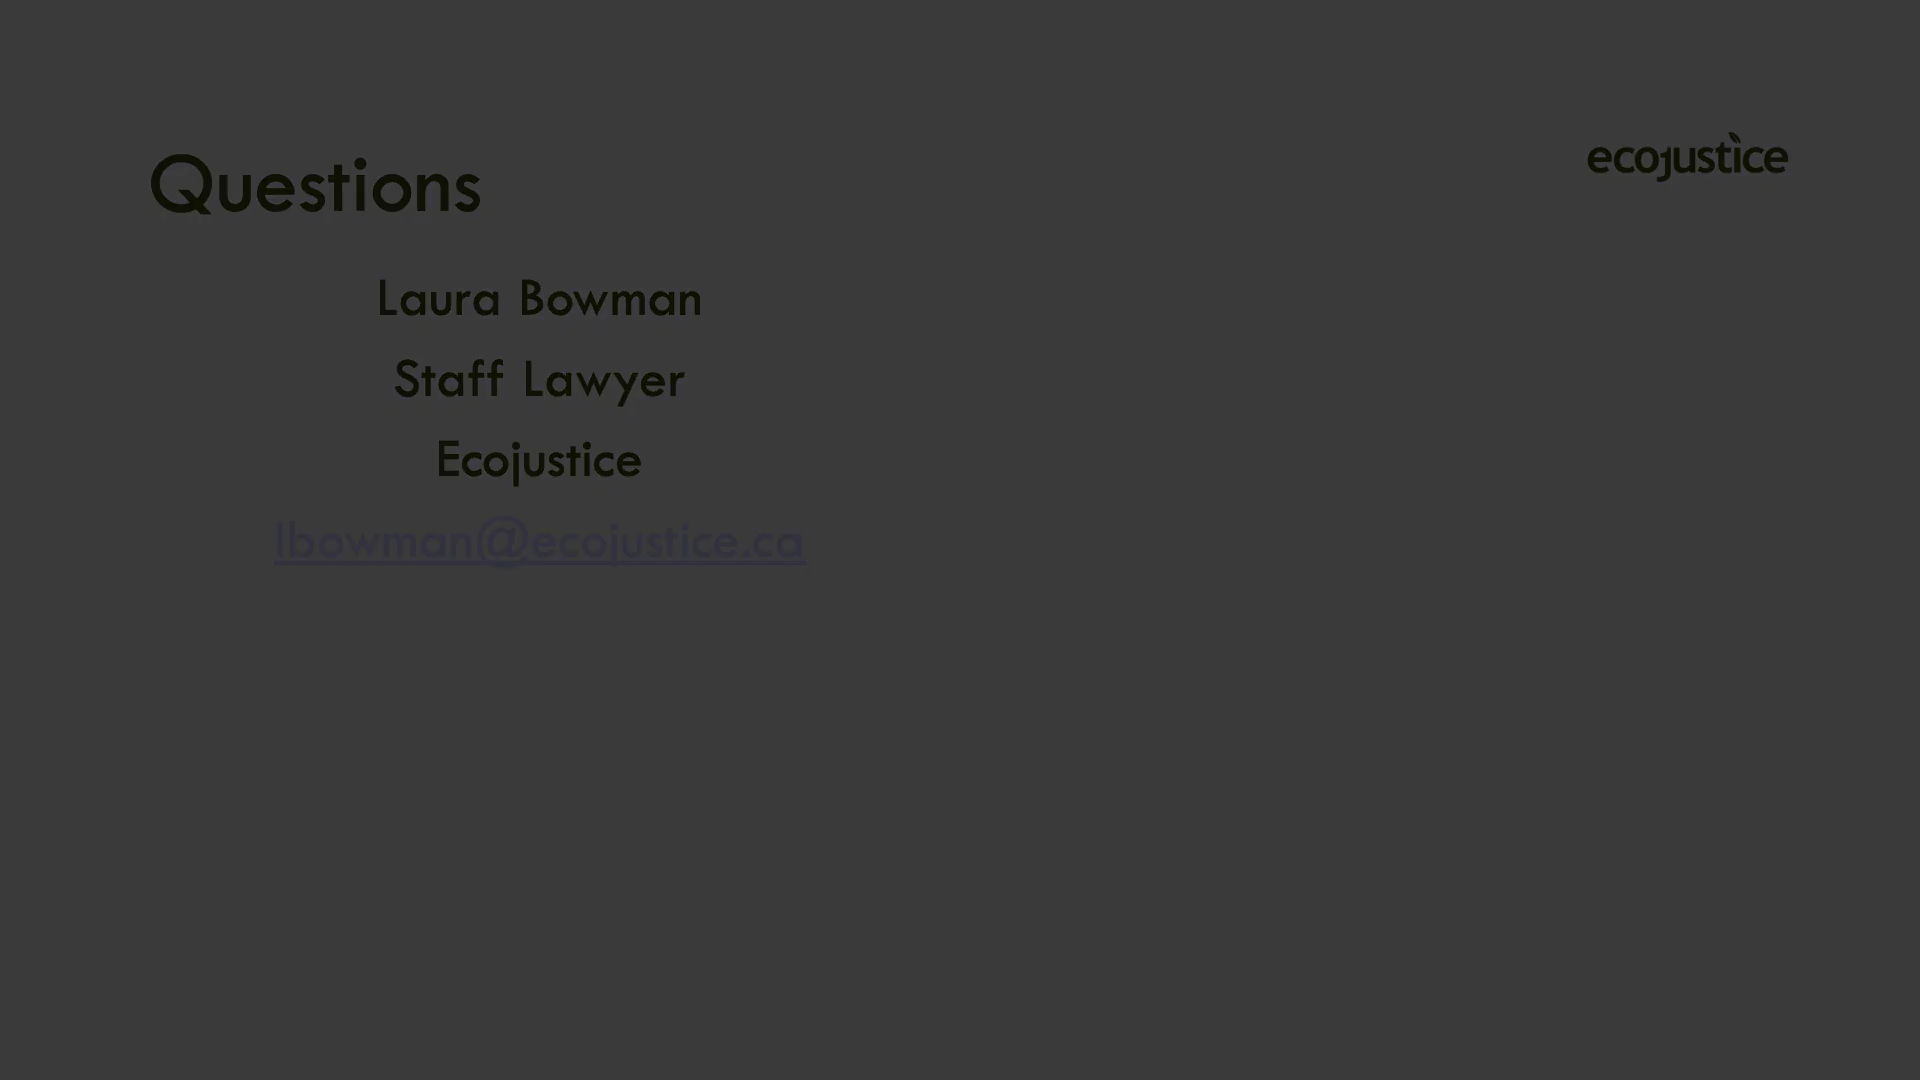 ecojustice
Questions
Laura Bowman
Staff Lawyer
Ecojustice
lbowman@ecojustice.ca